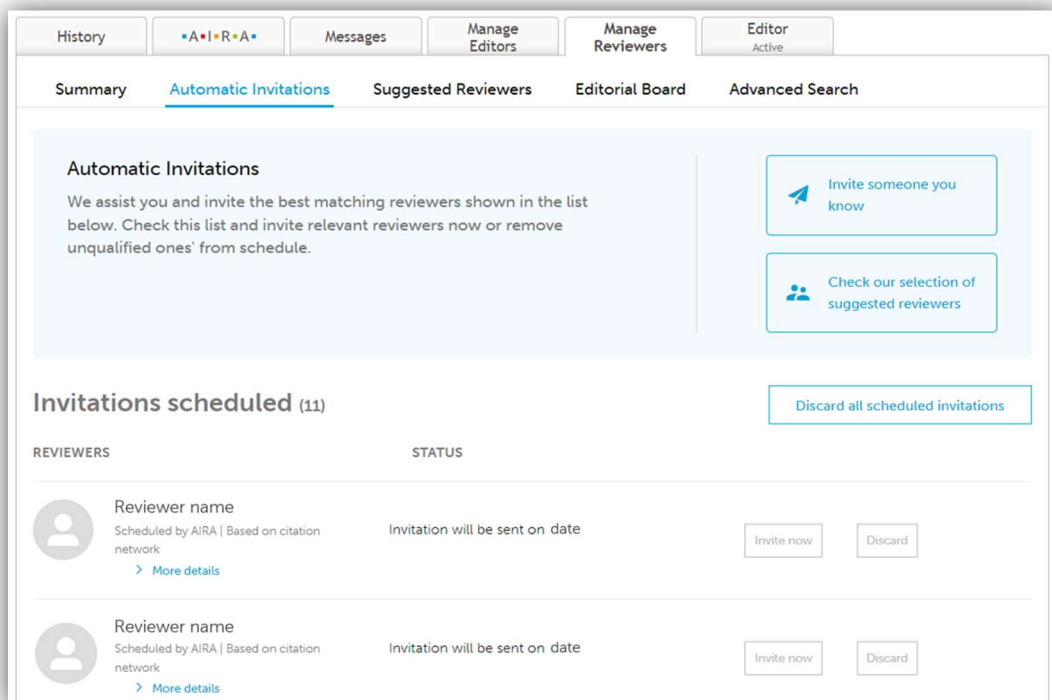 History
A I R A
Messages
Manage
Editors
Manage
Reviewers
Editor
Active
Summary
Automatic Invitations
Suggested Reviewers
Editorial Board
Advanced Search
Automatic Invitations
We assist you and invite the best matching reviewers shown in the list
below. Check this list and invite relevant reviewers now or remove
unqualified ones' from schedule.
Invite someone you
know
Check our selection of
suggested reviewers
Invitations scheduled (11)
Discard all scheduled invitations
REVIEWERS
STATUS
Reviewer name
Scheduled by AIRA | Based on citation
network
More details
Invitation will be sent on date
Invite now
Discard
Reviewer name
Scheduled by AIRA | Based on citation
network
More details
Invitation will be sent on date
Invite now
Discard